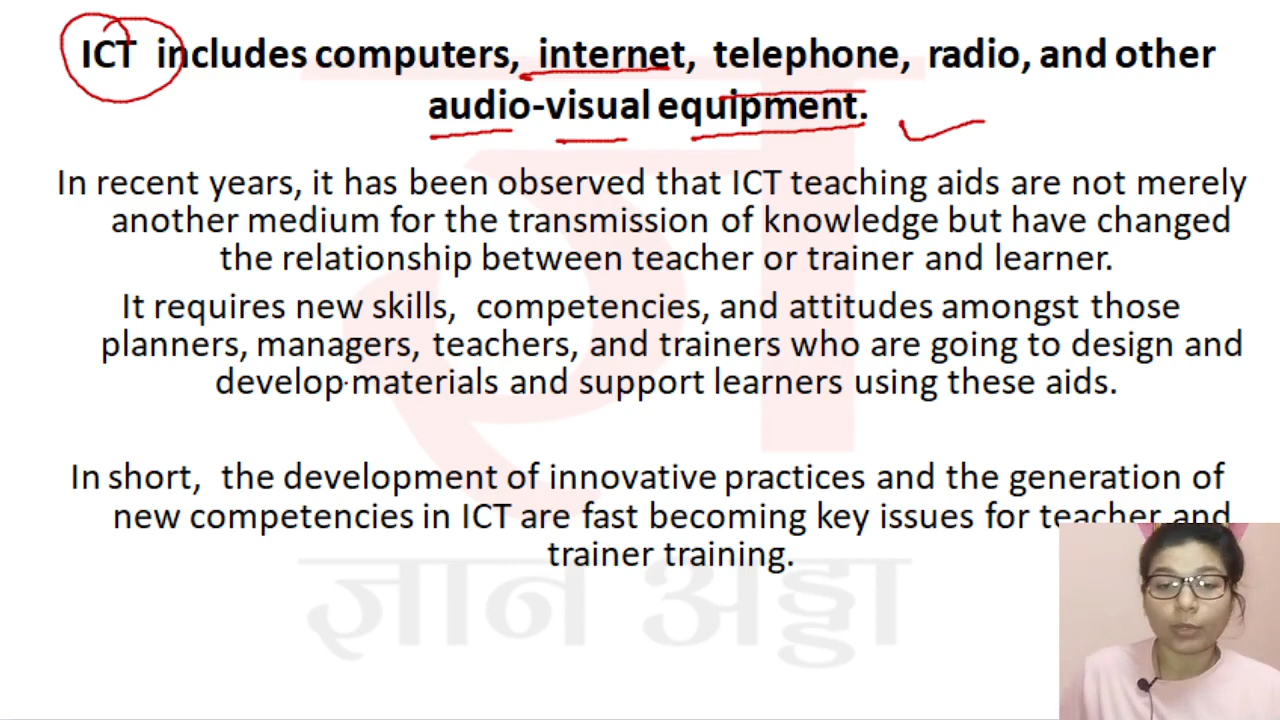 ICT includes computers, internet, telephone, radio, and other
audio-visual equipment.
In recent years, it has been observed that ICT teaching aids are not merely
another medium for the transmission of knowledge but have changed
the relationship between teacher or trainer and learner.
It requires new skills, competencies, and attitudes amongst those
planners, managers, teachers, and trainers who are going to design and
develop materials and support learners using these aids.
In short, the development of innovative practices and the generation of
new competencies in ICT are fast becoming key issues for teacher and
trainer training.
ज्ञान अड्डा